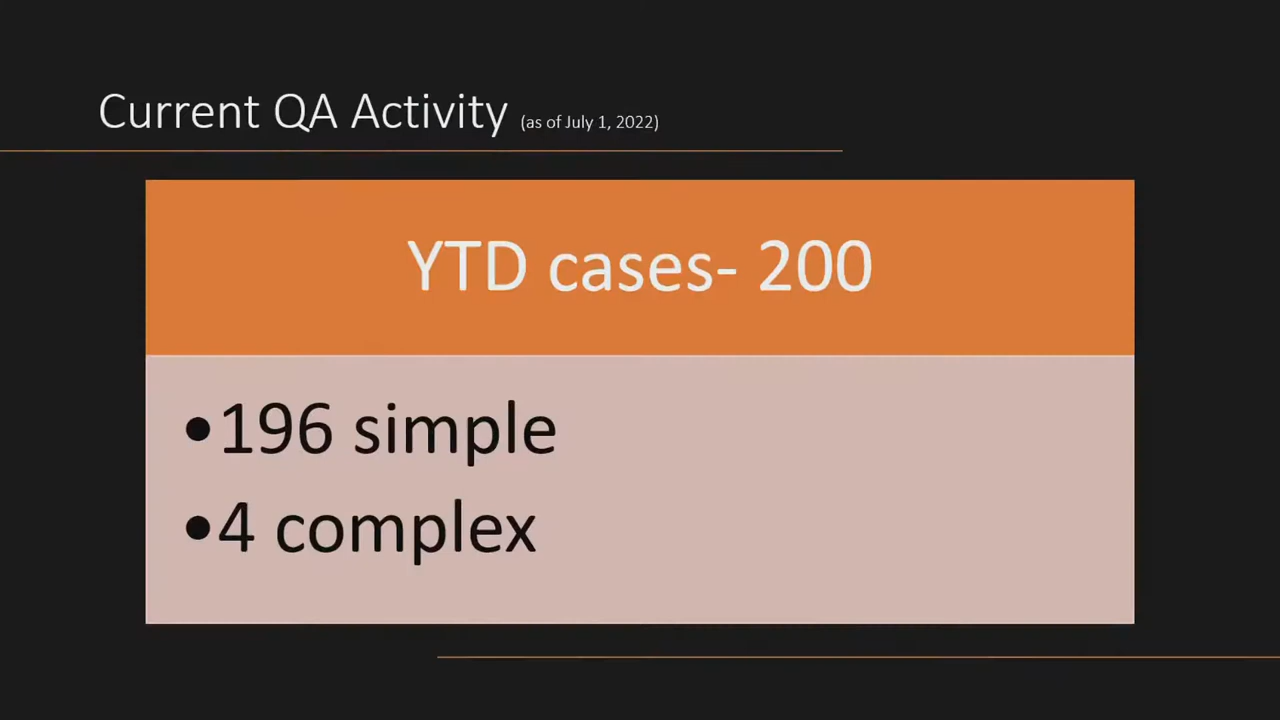 Current QA Activity (as of July 1, 2022)
YTD cases- 200
•196 simple
•4 complex